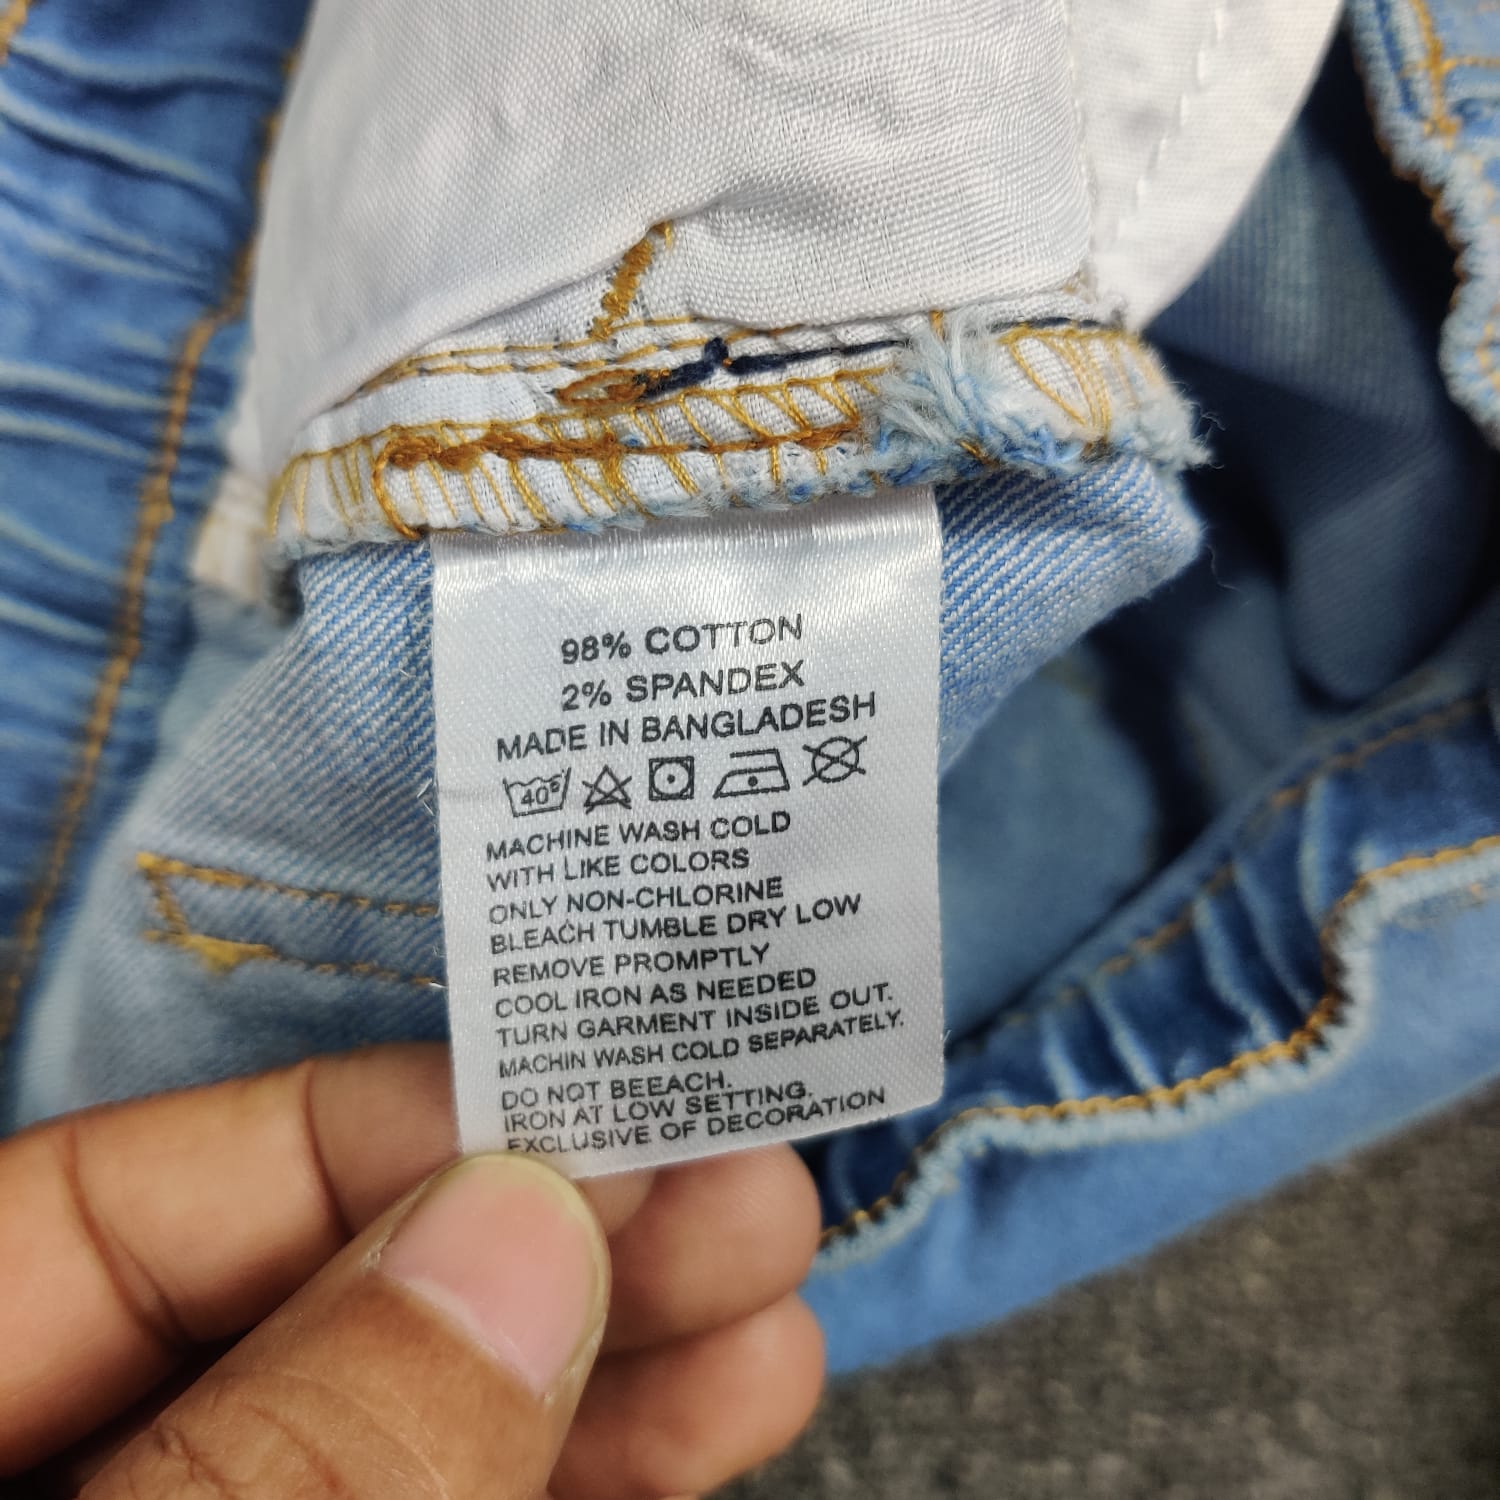 98% COTTON
2% SPANDEX
MADE IN BANGLADESH
40°
MACHINE WASH COLD
WITH LIKE COLORS
ONLY NON-CHLORINE
BLEACH TUMBLE DRY LOW
REMOVE PROMPTLY
COOL IRON AS NEEDED
TURN GARMENT INSIDE OUT.
MACHIN WASH COLD SEPARATELY.
DO NOT BEEACH.
IRON AT LOW SETTING.
EXCLUSIVE OF DECORATION